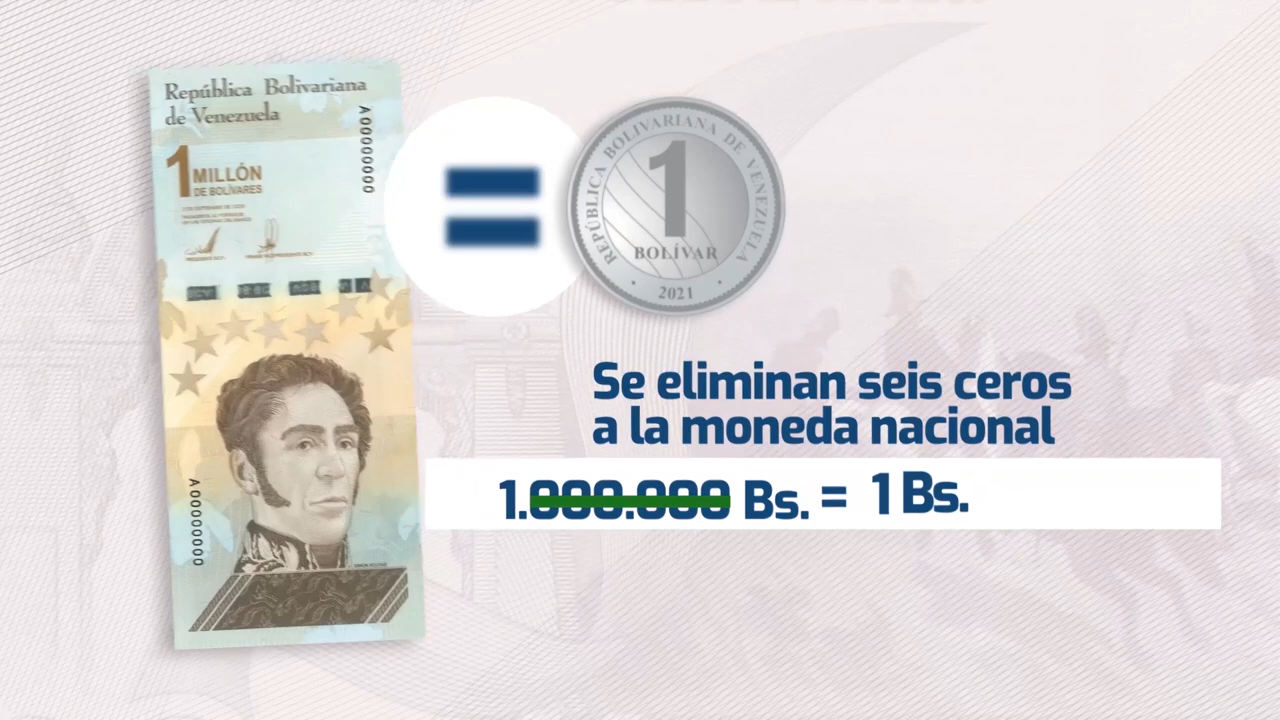 República Bolivariana
de Venezuela
A00000000
1 MILLÓN
DE BOLÍVARES
REPÚBLICA BOLIVARIANA DE VENEZUELA
1
BOLÍVAR
2021
Se eliminan seis ceros
a la moneda nacional
1.000.000 Bs. = 1 Bs.
A00000000